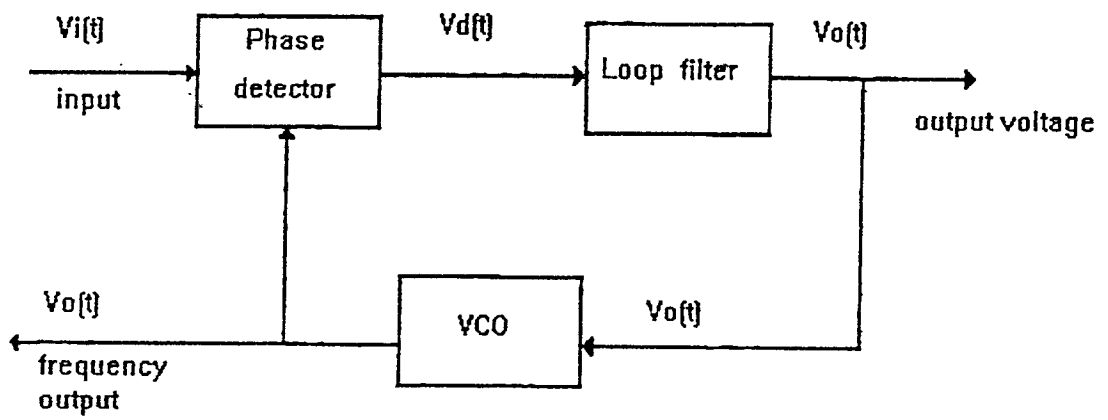 Vi(t)
input
Phase
detector
Vd(t)
Loop filter
Vo(t)
output voltage
Vo(t)
frequency
output
VCO
Vo(t)